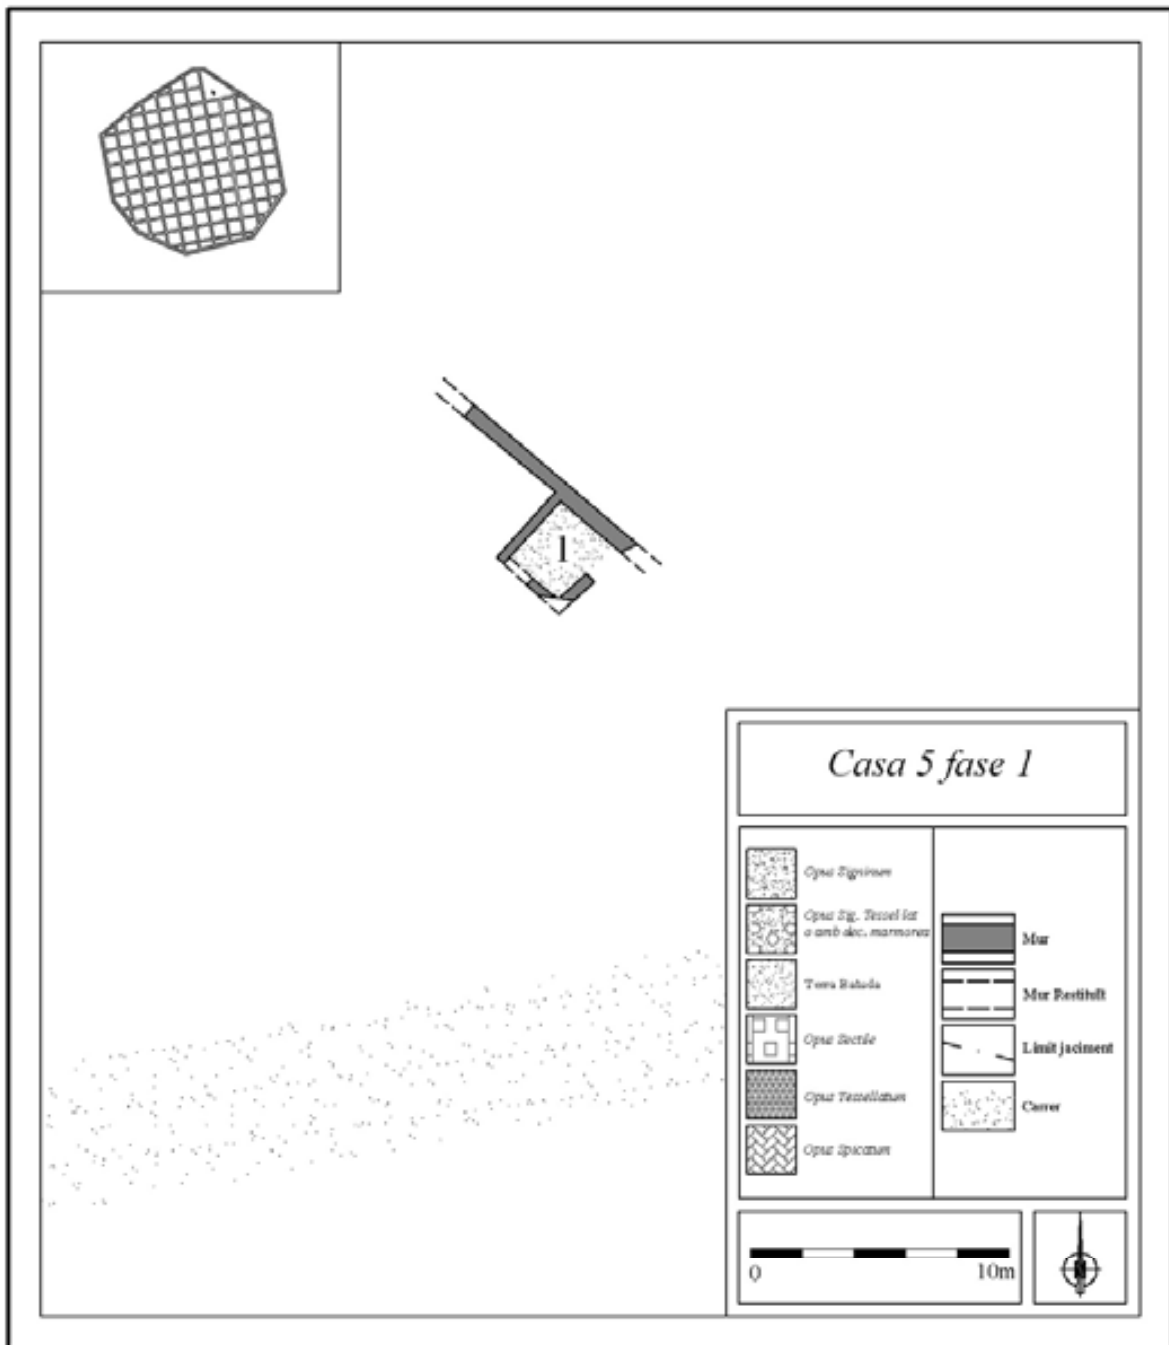 1
Casa 5 fase 1
Opus Signinum
Opus Sig. Tessel lat
o amb dec. marmorea
Terra Batuda
Opus Sectile
Opus Tessellatum
Opus Spicatum
Mur
Mur Restituït
Limit jaciment
Carrer
0
10m